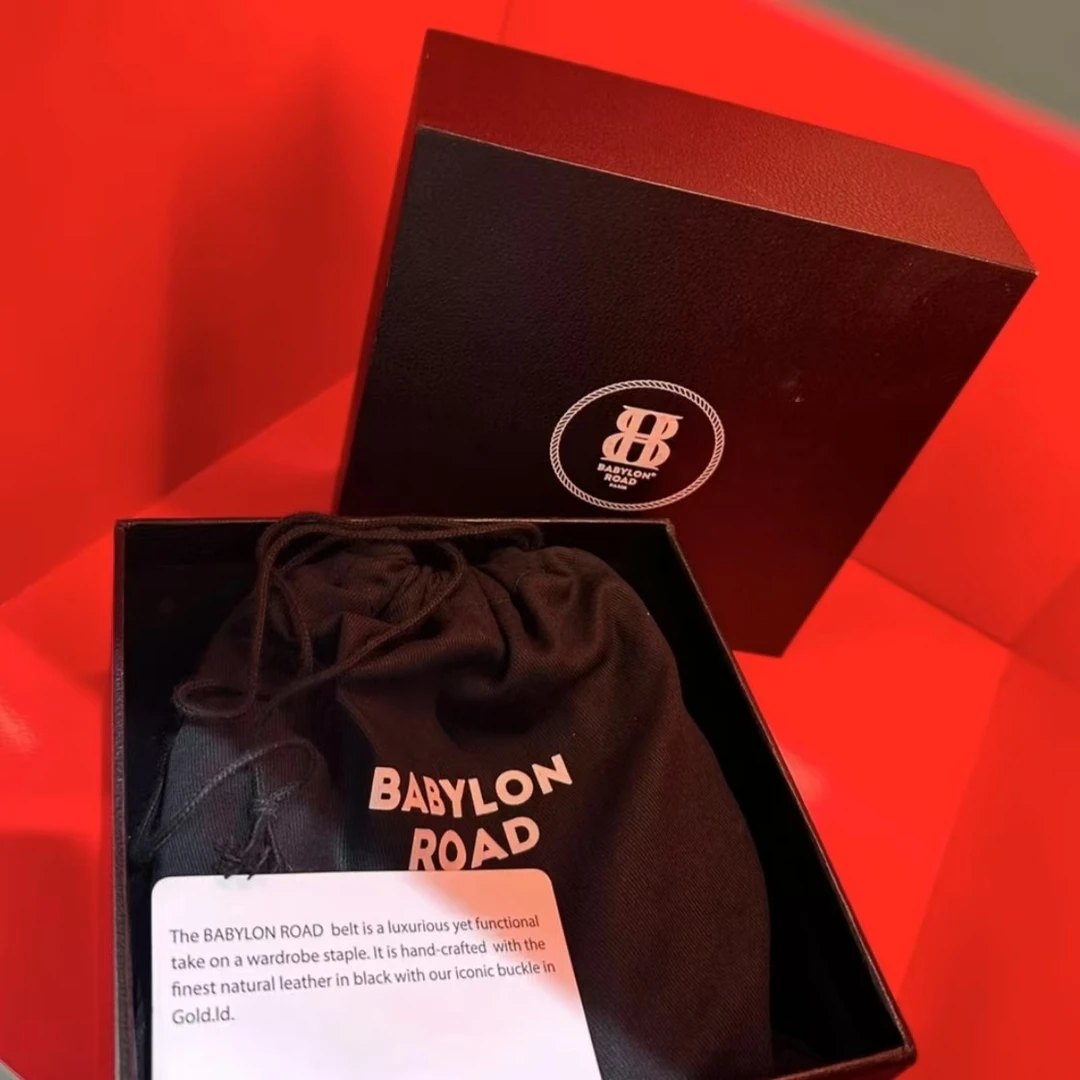 BABYLON®
ROAD
PARIS
BABYLON
ROAD
The BABYLON ROAD belt is a luxurious yet functional
take on a wardrobe staple. It is hand-crafted with the
finest natural leather in black with our iconic buckle in
Gold.ld.